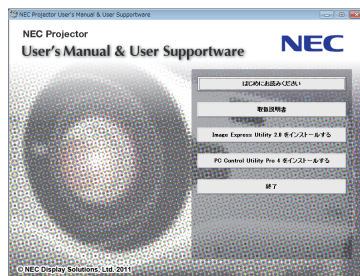 NEC Projector User's Manual & User Supportware
NEC Projector
NEC
User's Manual & User Supportware
はじめにお読みください
取扱説明書
Image Express Utility 2.0 をインストールする
PC Control Utility Pro 4 をインストールする
終了
© NEC Display Solutions, Ltd. 2011